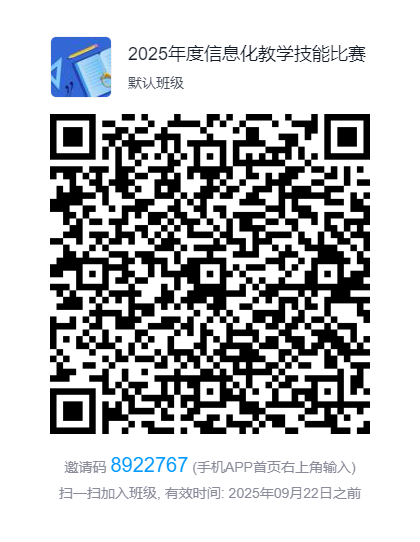 2025年度信息化教学技能比赛
默认班级
邀请码 8922767 (手机APP首页右上角输入)
扫一扫加入班级, 有效时间: 2025年09月22日之前